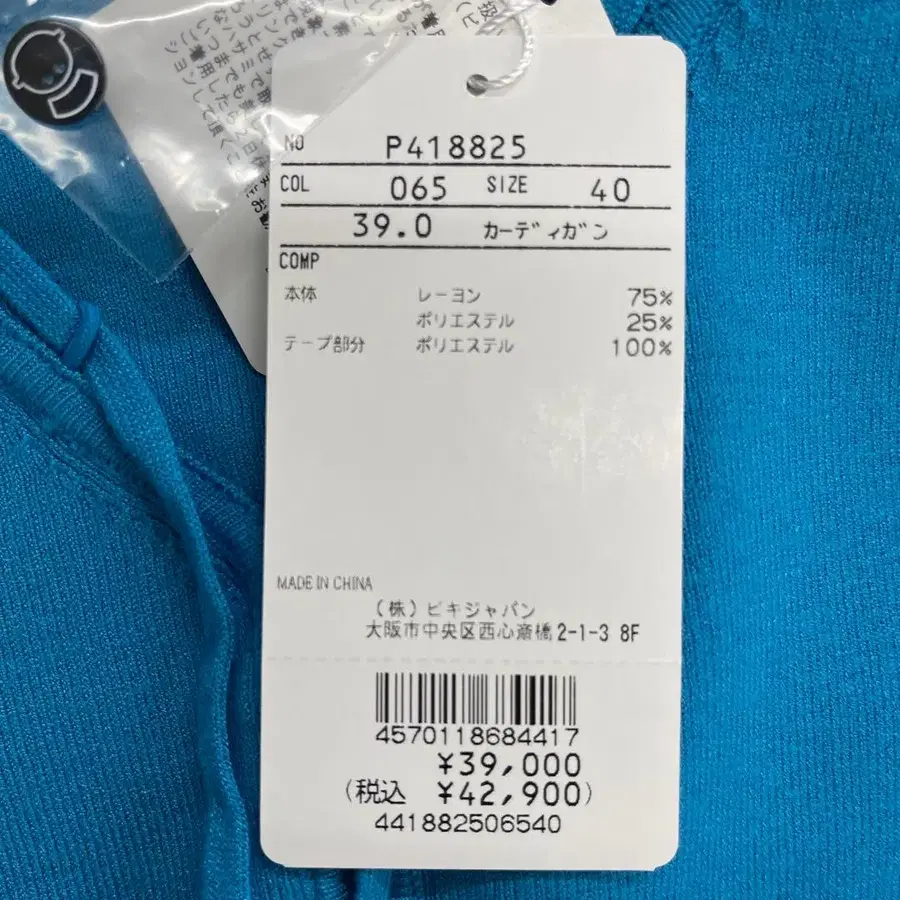 NO P418825
COL 065 SIZE 40
39.0 カーディガン
COMP
本体 レーヨン 75%
ポリエステル 25%
テープ部分 ポリエステル 100%
MADE IN CHINA
(株)ビキジャパン
大阪市中央区西心斎橋2-1-3 8F
4570118684417
¥39,000
(税込 ¥42,900)
441882506540